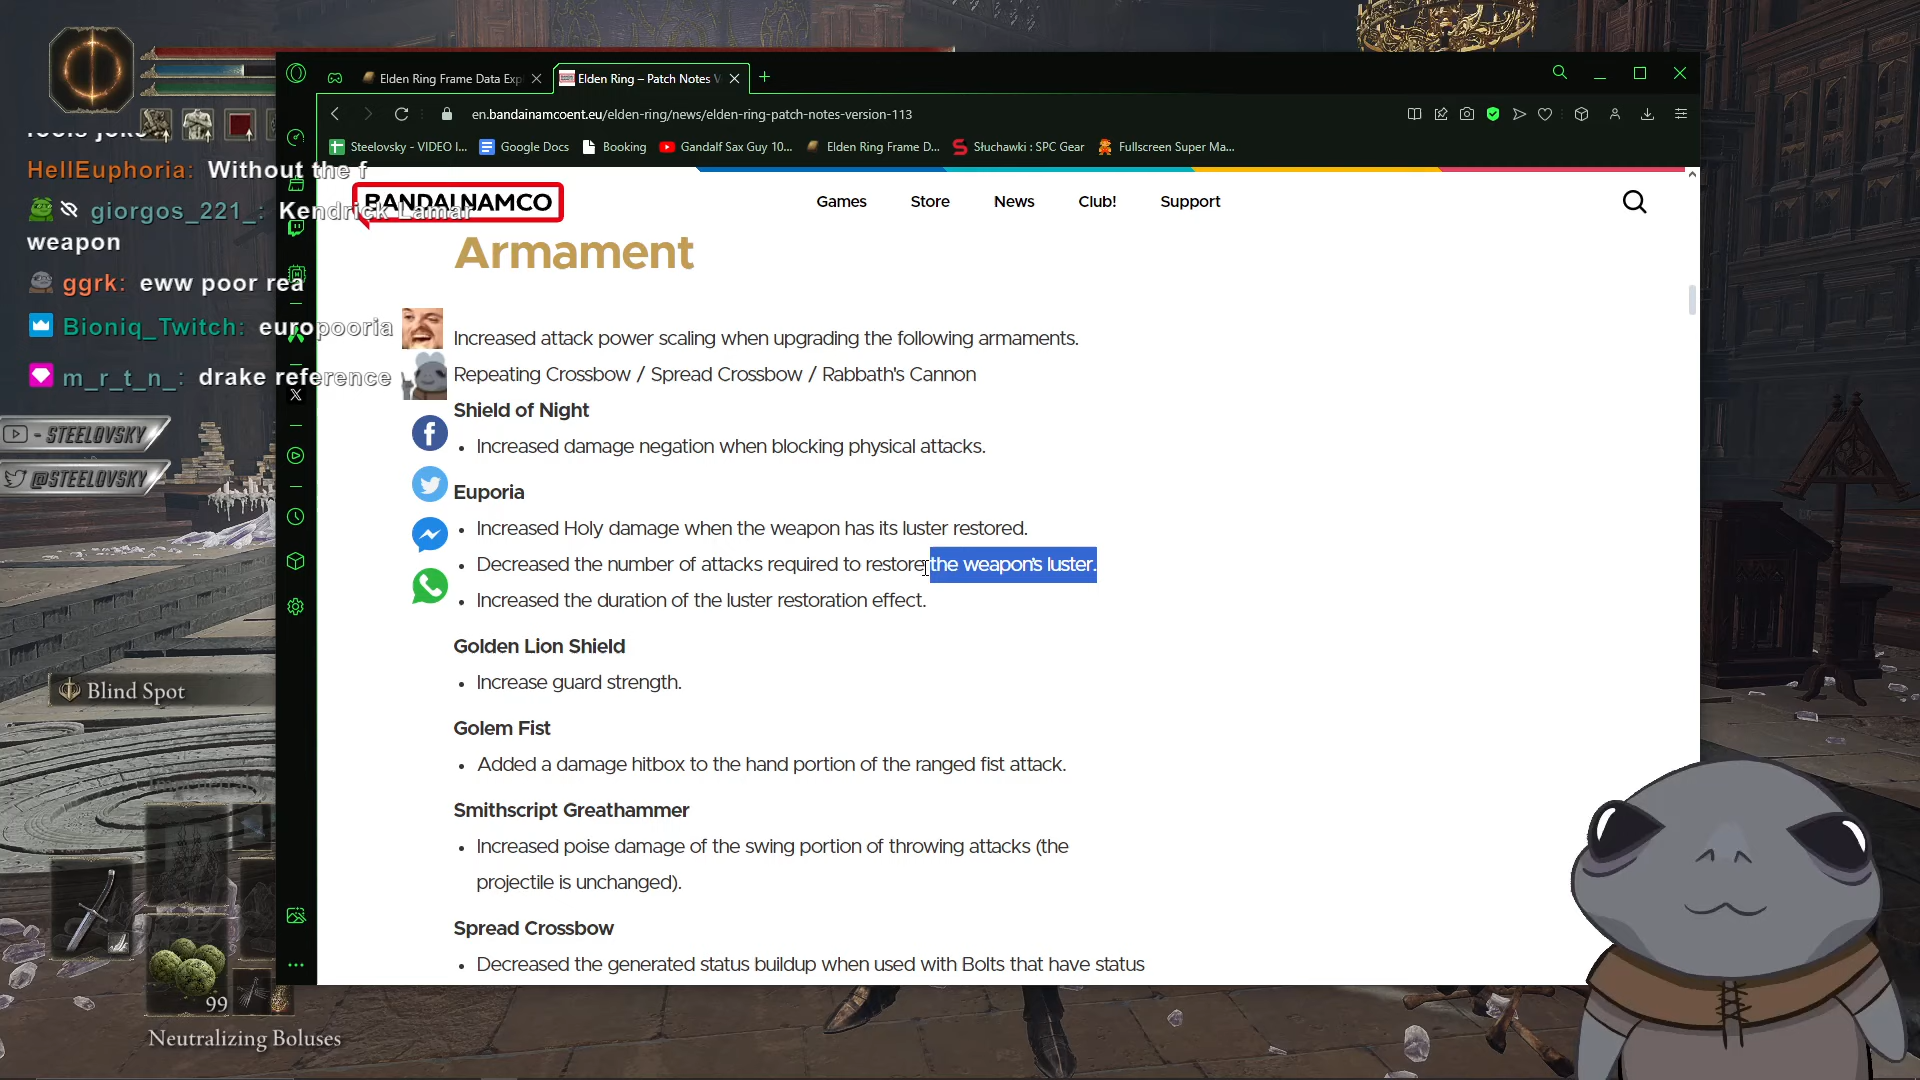 Elden Ring Frame Data Exp
Elden Ring – Patch Notes V
en.bandainamcoent.eu/elden-ring/news/elden-ring-patch-notes-version-113
Steelovsky - VIDEO I...
Google Docs
Booking
Gandalf Sax Guy 10...
Elden Ring Frame D...
Słuchawki : SPC Gear
Fullscreen Super Ma...
HellEuphoria: Without the f
giorgos_221_: Kendrick Lamar
weapon
ggrk: eww poor rea
Bioniq_Twitch: europooria
m_r_t_n_: drake reference
- STEELOVSKY
@STEELOVSKY
BANDAI NAMCO
Games
Store
News
Club!
Support
Armament
Increased attack power scaling when upgrading the following armaments.
Repeating Crossbow / Spread Crossbow / Rabbath's Cannon
Shield of Night
• Increased damage negation when blocking physical attacks.
Euporia
• Increased Holy damage when the weapon has its luster restored.
• Decreased the number of attacks required to restore the weapon's luster.
• Increased the duration of the luster restoration effect.
Golden Lion Shield
• Increase guard strength.
Golem Fist
• Added a damage hitbox to the hand portion of the ranged fist attack.
Smithscript Greathammer
• Increased poise damage of the swing portion of throwing attacks (the
projectile is unchanged).
Spread Crossbow
• Decreased the generated status buildup when used with Bolts that have status
Blind Spot
99
Neutralizing Boluses